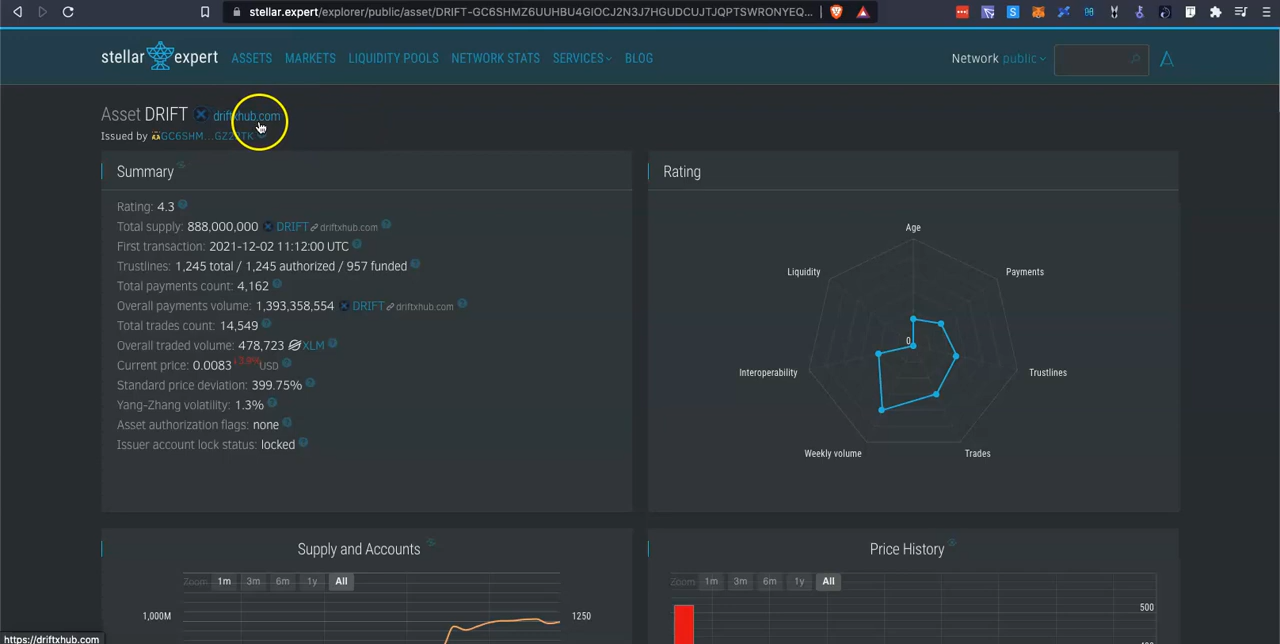 stellar.expert/explorer/public/asset/DRIFT-GC6SHMZ6UUHBU4GIOCJ2N3J7HGUDCUJTJQPTSWRONYEQ...
stellar expert ASSETS MARKETS LIQUIDITY POOLS NETWORK STATS SERVICES BLOG Network public
Asset DRIFT driftxhub.com
Issued by GC6SHM...
Summary
Rating: 4.3
Total supply: 888,000,000 DRIFT driftxhub.com
First transaction: 2021-12-02 11:12:00 UTC
Trustlines: 1,245 total / 1,245 authorized / 957 funded
Total payments count: 4,162
Overall payments volume: 1,393,358,554 DRIFT driftxhub.com
Total trades count: 14,549
Overall traded volume: 478,723 XLM
Current price: 0.0083 USD
Standard price deviation: 399.75%
Yang-Zhang volatility: 1.3%
Asset authorization flags: none
Issuer account lock status: locked
Rating
Age
Liquidity
Payments
0
Interoperability
Trustlines
Weekly volume
Trades
Supply and Accounts
Zoom 1m 3m 6m 1y All
1,000M
1250
Price History
Zoom 1m 3m 6m 1y All
500
https://driftxhub.com